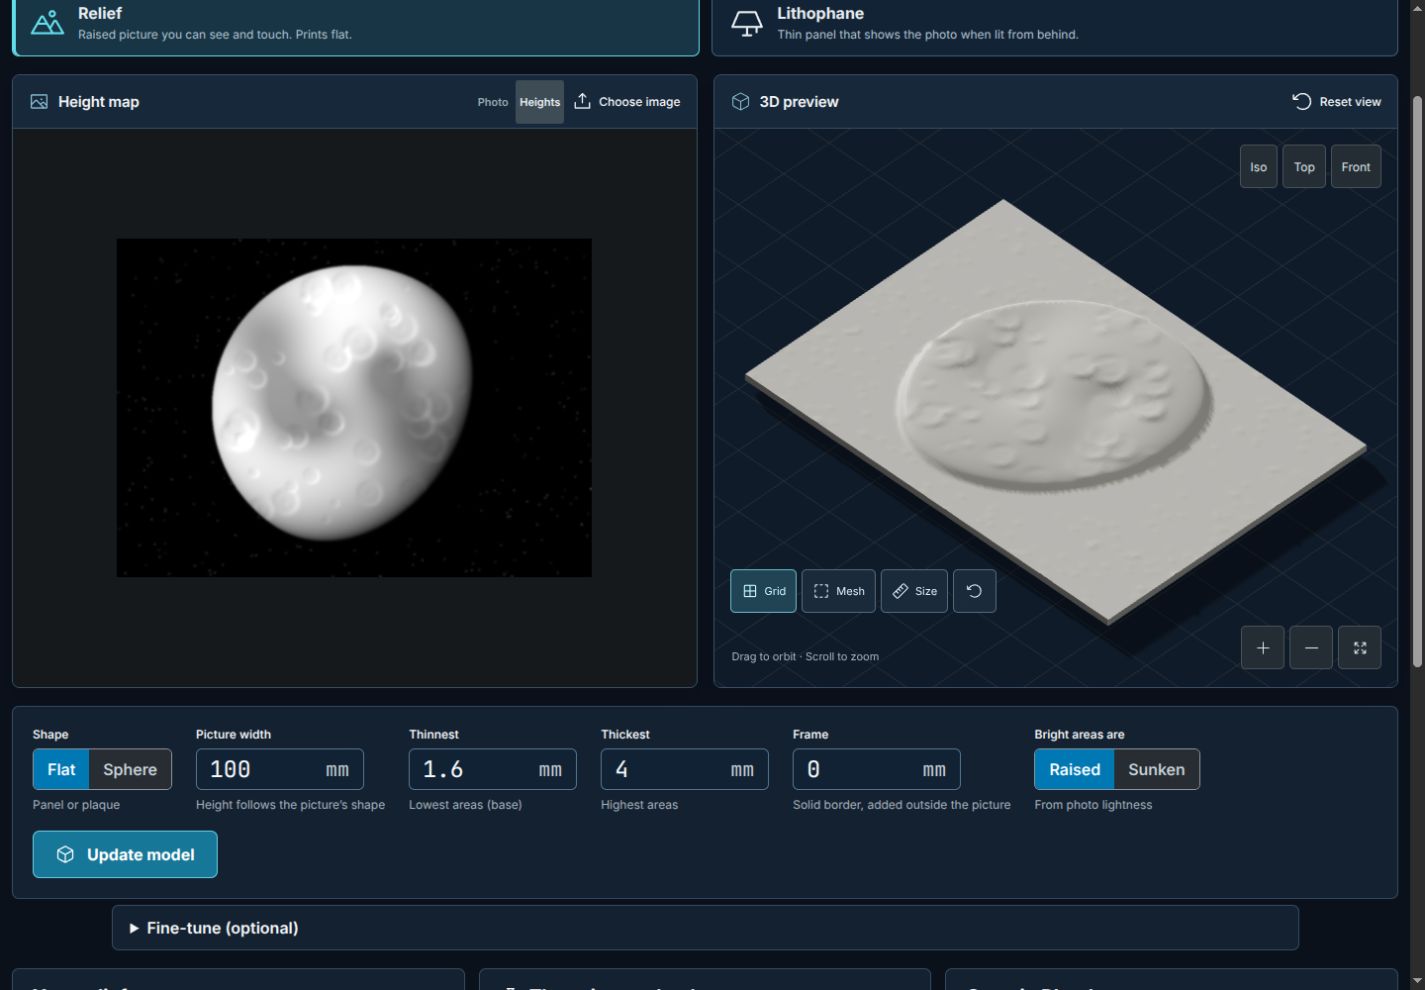 Relief
Raised picture you can see and touch. Prints flat.
Lithophane
Thin panel that shows the photo when lit from behind.
Height map
Photo
Heights
Choose image
3D preview
Reset view
Iso
Top
Front
Grid
Mesh
Size
Drag to orbit · Scroll to zoom
Shape
Flat
Sphere
Panel or plaque
Picture width
100 mm
Height follows the picture's shape
Thinnest
1.6 mm
Lowest areas (base)
Thickest
4 mm
Highest areas
Frame
0 mm
Solid border, added outside the picture
Bright areas are
Raised
Sunken
From photo lightness
Update model
Fine-tune (optional)